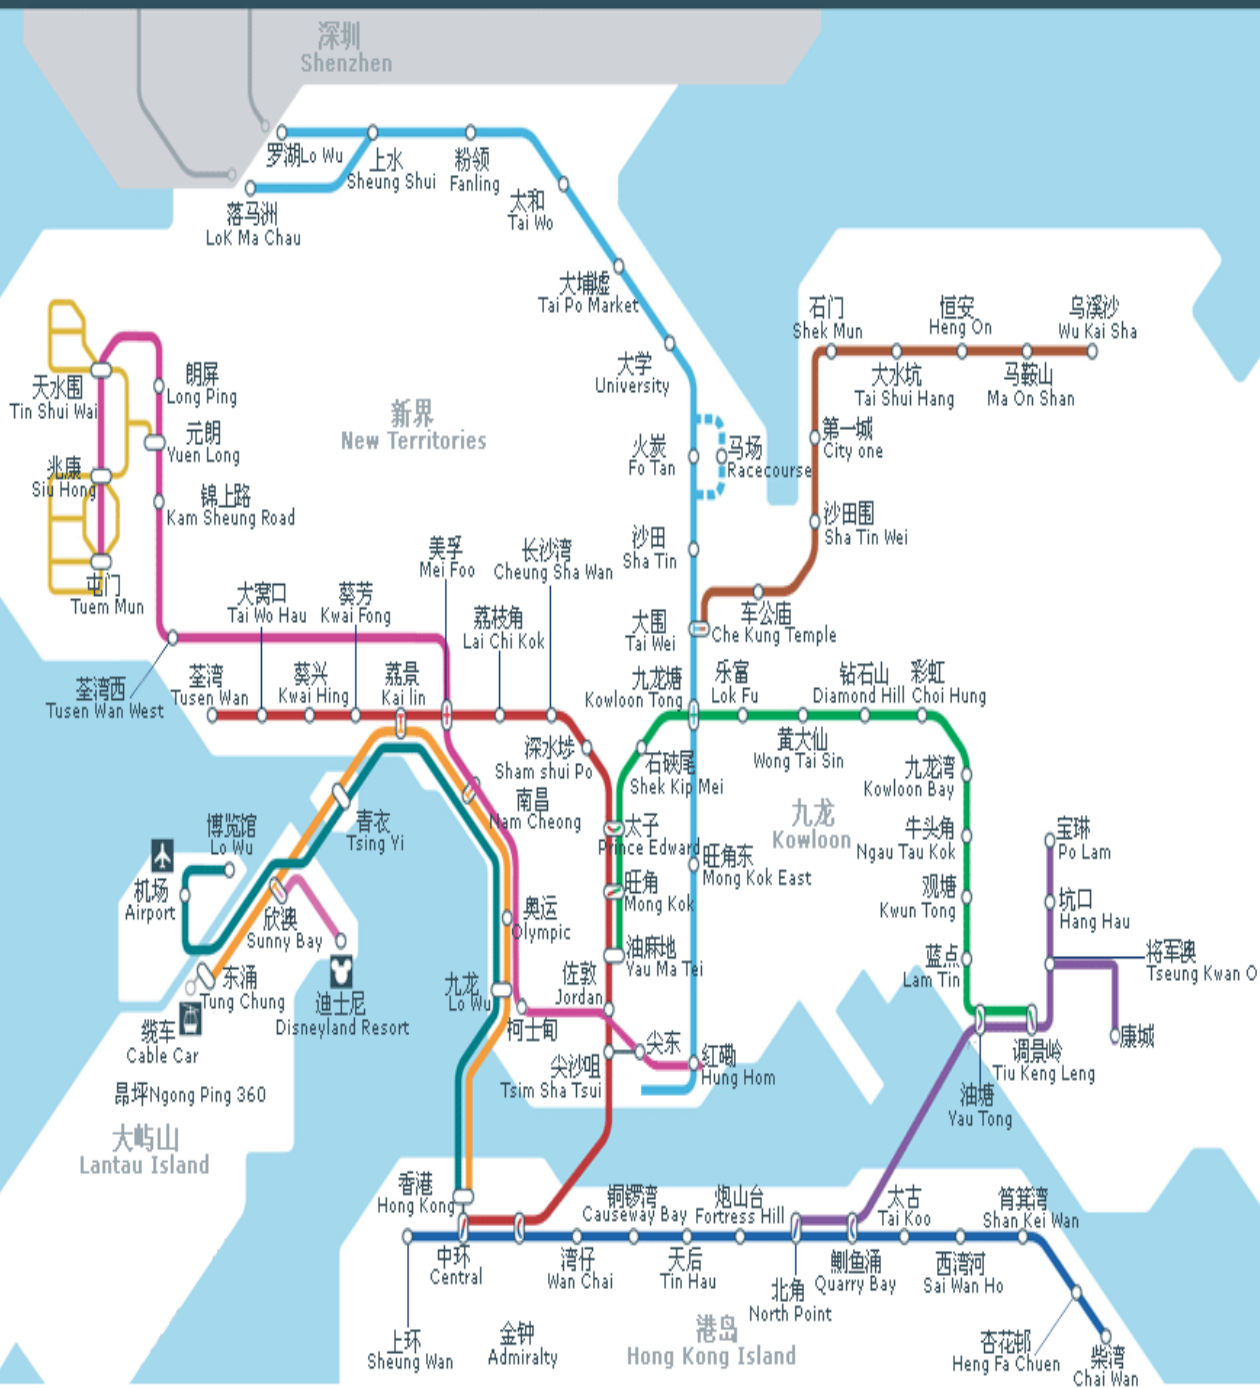 深圳
Shenzhen
罗湖Lo Wu
上水
Sheung Shui
粉领
Fanling
落马洲
LoK Ma Chau
太和
Tai Wo
大埔墟
Tai Po Market
大学
University
石门
Shek Mun
恒安
Heng On
乌溪沙
Wu Kai Sha
大水坑
Tai Shui Hang
马鞍山
Ma On Shan
天水围
Tin Shui Wai
朗屏
Long Ping
元朗
Yuen Long
兆康
Siu Hong
锦上路
Kam Sheung Road
屯门
Tuem Mun
新界
New Territories
火炭
Fo Tan
马场
Racecourse
第一城
City one
沙田围
Sha Tin Wei
沙田
Sha Tin
车公庙
Che Kung Temple
大围
Tai Wei
美孚
Mei Foo
长沙湾
Cheung Sha Wan
大窝口
Tai Wo Hau
葵芳
Kwai Fong
荔枝角
Lai Chi Kok
荃湾西
Tusen Wan West
荃湾
Tusen Wan
葵兴
Kwai Hing
荔景
Kai lin
九龙塘
Kowloon Tong
乐富
Lok Fu
钻石山
Diamond Hill
彩虹
Choi Hung
黄大仙
Wong Tai Sin
深水埗
Sham shui Po
石硖尾
Shek Kip Mei
九龙湾
Kowloon Bay
南昌
Nam Cheong
青衣
Tsing Yi
博览馆
Lo Wu
机场
Airport
太子
Prince Edward
九龙
Kowloon
牛头角
Ngau Tau Kok
宝琳
Po Lam
旺角东
Mong Kok East
旺角
Mong Kok
观塘
Kwun Tong
坑口
Hang Hau
欣澳
Sunny Bay
奥运
Olympic
油麻地
Yau Ma Tei
蓝点
Lam Tin
将军澳
Tseung Kwan O
东涌
Tung Chung
迪士尼
Disneyland Resort
九龙
Lo Wu
佐敦
Jordan
柯士甸
尖东
缆车
Cable Car
昂坪Ngong Ping 360
尖沙咀
Tsim Sha Tsui
红磡
Hung Hom
调景岭
Tiu Keng Leng
康城
油塘
Yau Tong
大屿山
Lantau Island
香港
Hong Kong
铜锣湾
Causeway Bay
炮山台
Fortress Hill
太古
Tai Koo
筲箕湾
Shan Kei Wan
中环
Central
湾仔
Wan Chai
天后
Tin Hau
北角
North Point
鲗鱼涌
Quarry Bay
西湾河
Sai Wan Ho
上环
Sheung Wan
金钟
Admiralty
港岛
Hong Kong Island
杏花邨
Heng Fa Chuen
柴湾
Chai Wan